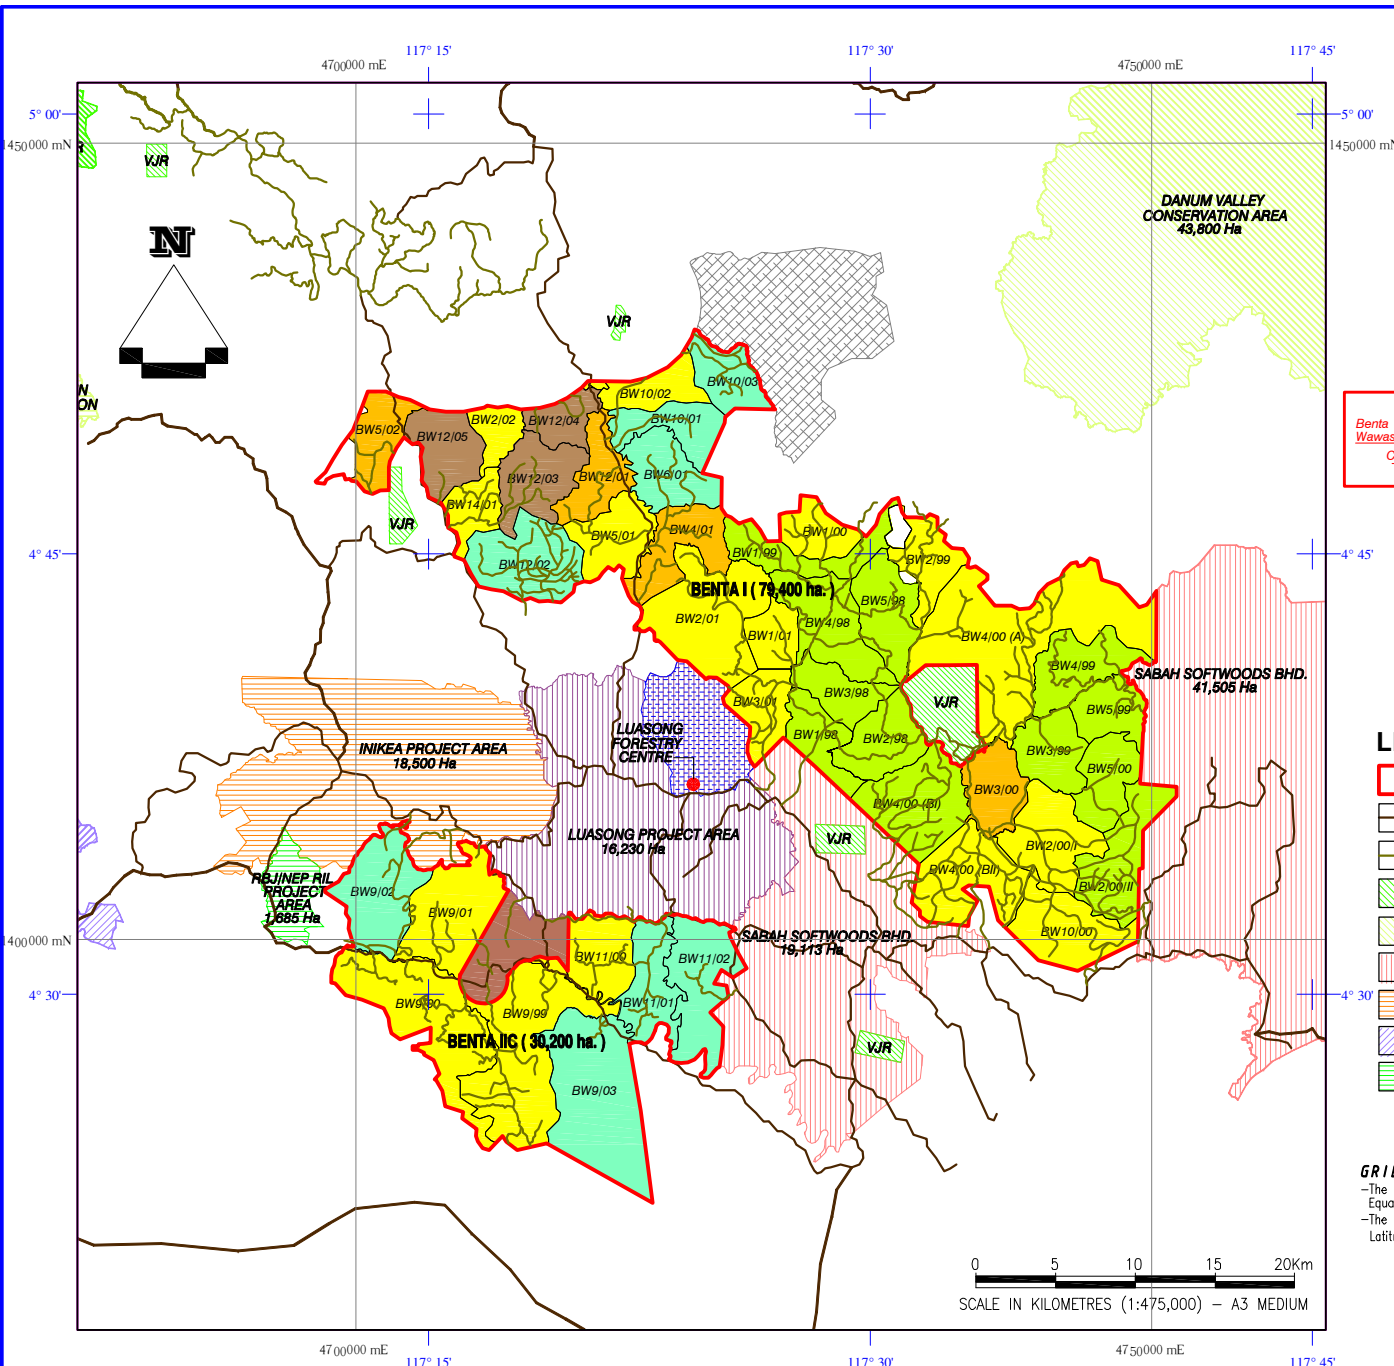 117° 15'
117° 30'
117° 45'
4700000 mE
4750000 mE
5° 00'
5° 00'
1450000 mN
1450000 mN
R
VJR
N
DANUM VALLEY
CONSERVATION AREA
43,800 Ha
VJR
N
ON
BW10/03
BW10/02
BW5/02
BW2/02
BW12/04
BW10/01
BW12/05
BW12/03
BW12/01
BW6/01
BW14/01
VJR
BW5/01
BW4/01
BW12/02
BW1/99
BW1/00
BW2/99
Benta
Wawas
4° 45'
4° 45'
BENTA I ( 79,400 ha. )
BW5/98
BW2/01
BW1/01
BW4/98
BW4/00 (A)
BW4/99
SABAH SOFTWOODS BHD.
41,505 Ha
BW3/01
BW3/98
VJR
BW5/99
BW1/98
BW2/98
BW3/99
BW5/00
LUASONG
FORESTRY
CENTRE
INIKEA PROJECT AREA
18,500 Ha
BW3/00
BW4/00 (BI)
LUASONG PROJECT AREA
16,230 Ha
VJR
BW2/00/I
BW4/00 (BII)
BW2/00/II
RBJ/NEP RIL
PROJECT
AREA
1,685 Ha
BW9/02
BW9/01
BW10/00
1400000 mN
SABAH SOFTWOODS BHD.
19,113 Ha
BW11/09
BW11/02
BW11/01
4° 30'
4° 30'
BW9/00
BW9/99
BENTA IIC ( 30,200 ha. )
VJR
BW9/03
L
GRI
-The
Equa
-The
Latit
0 5 10 15 20Km
SCALE IN KILOMETRES (1:475,000) - A3 MEDIUM
4700000 mE
4750000 mE
117° 15'
117° 30'
117° 45'